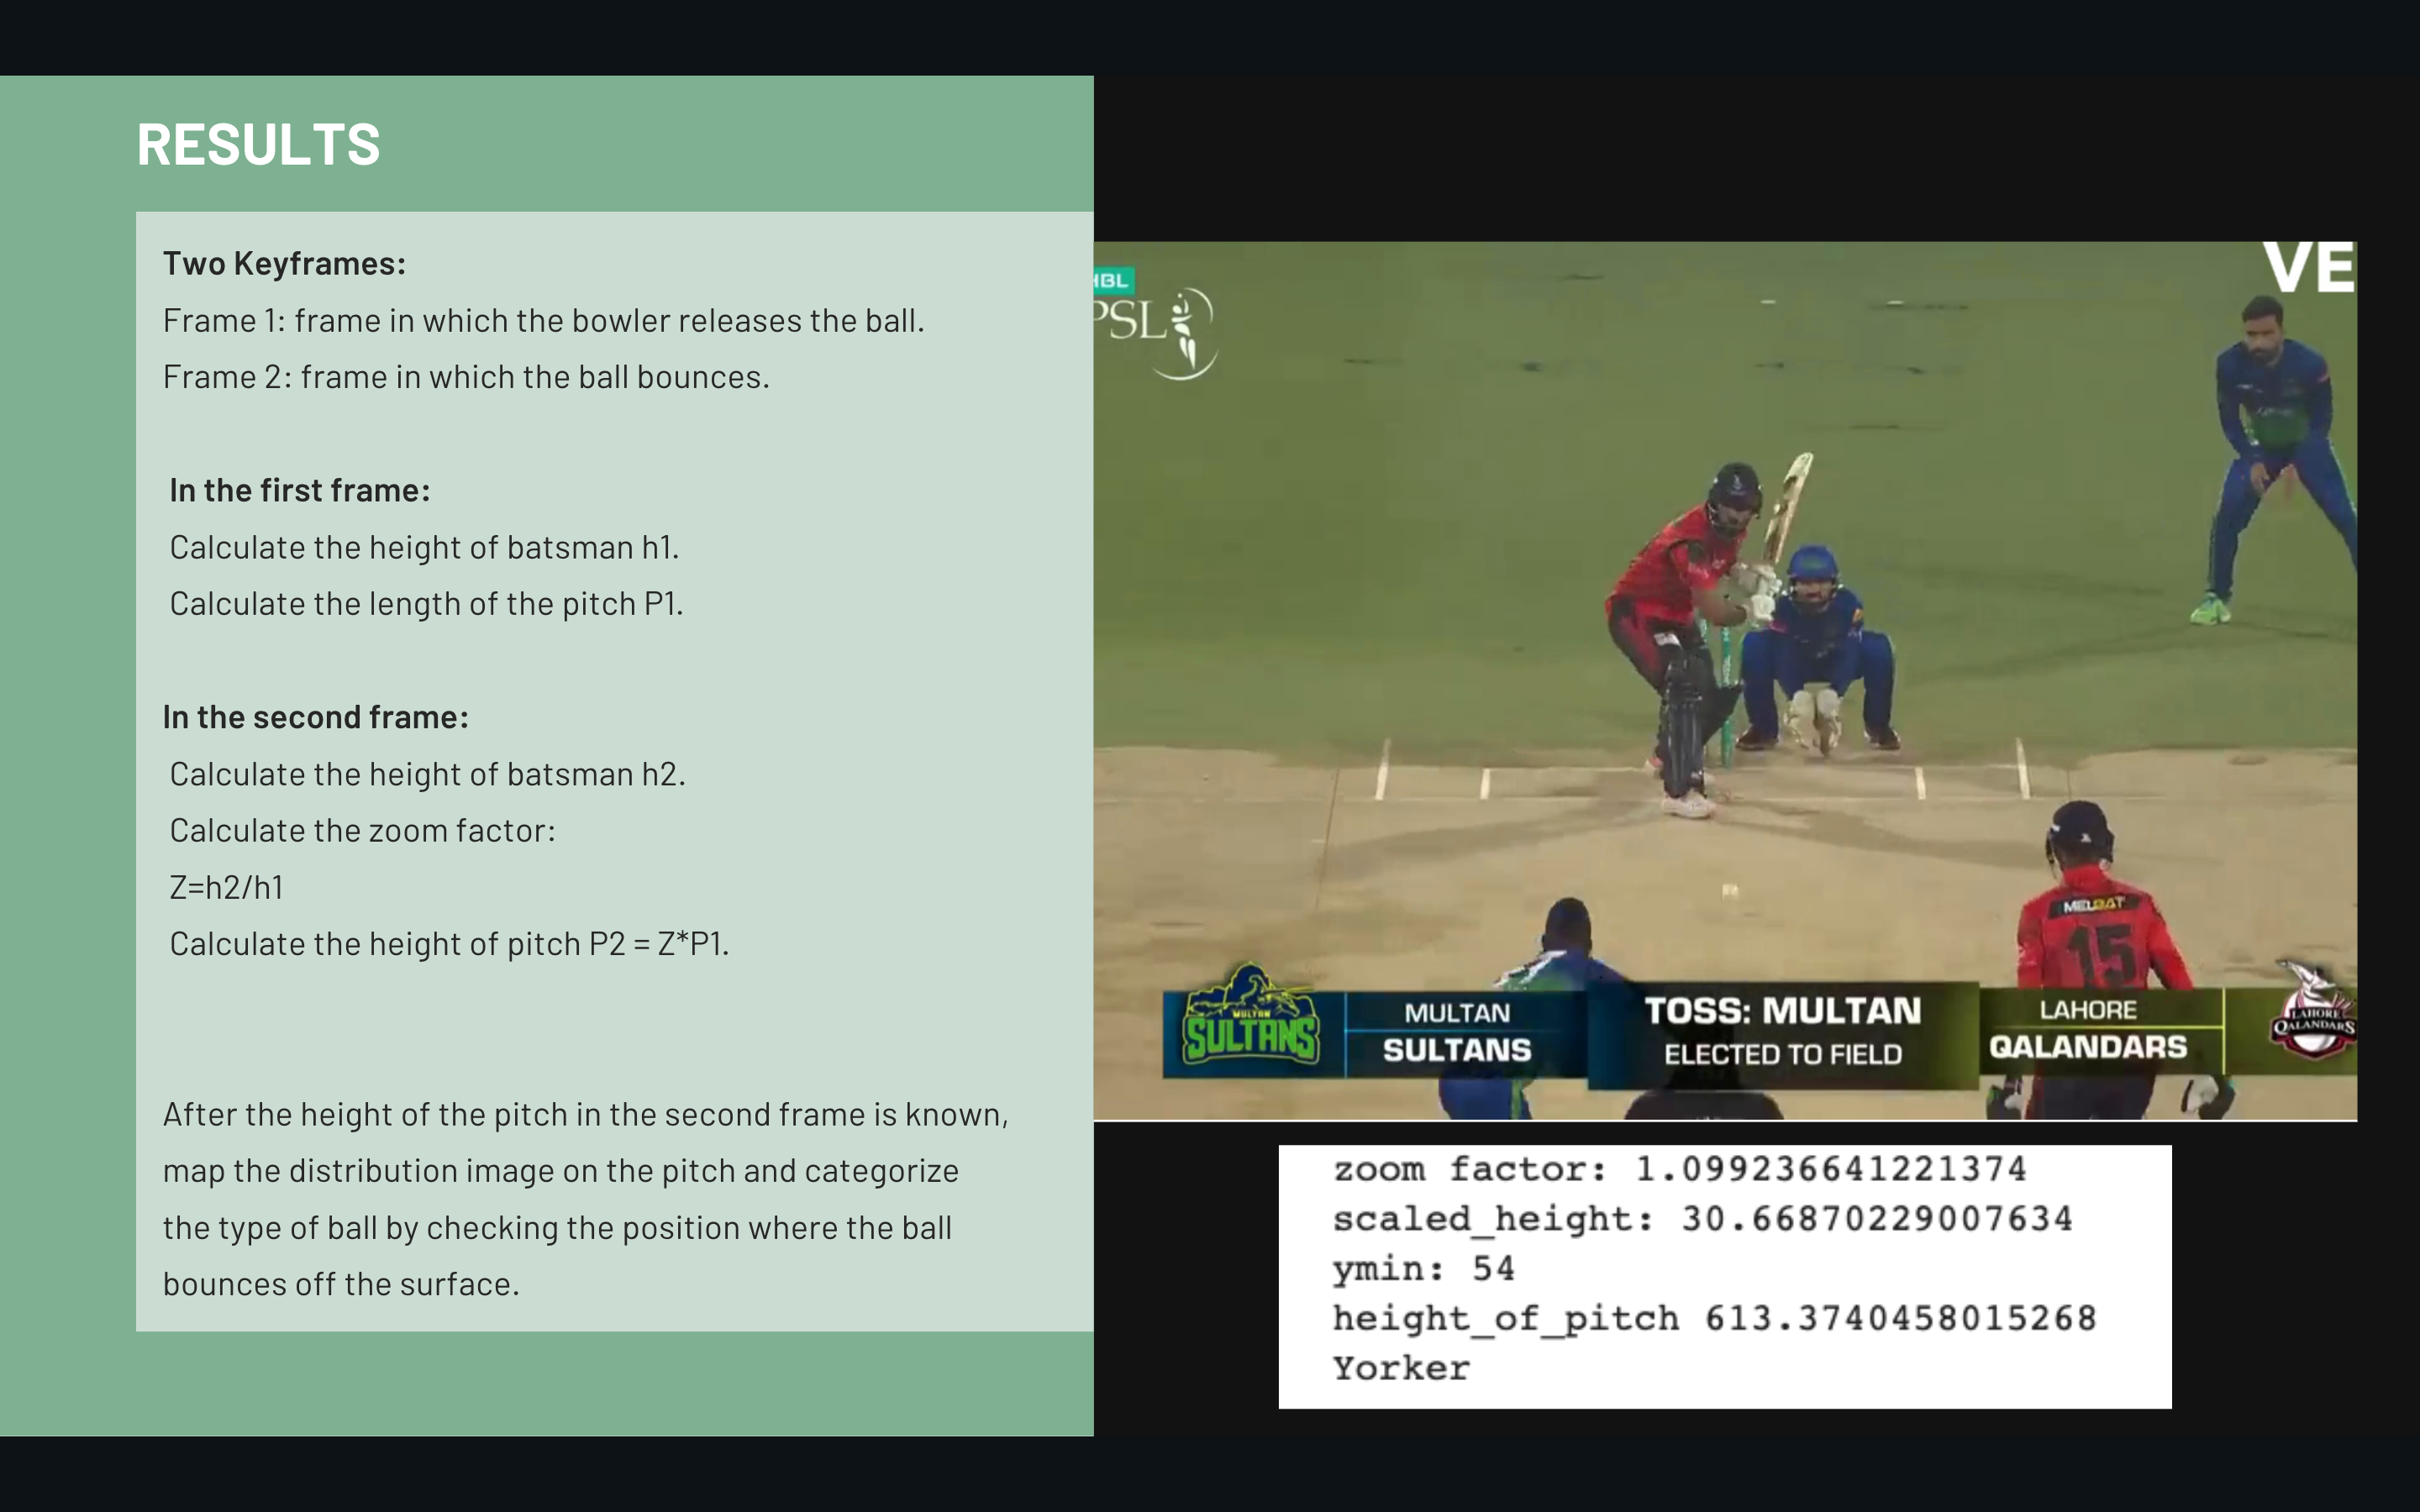 RESULTS
Two Keyframes:
Frame 1: frame in which the bowler releases the ball.
Frame 2: frame in which the ball bounces.
In the first frame:
Calculate the height of batsman h1.
Calculate the length of the pitch P1.
In the second frame:
Calculate the height of batsman h2.
Calculate the zoom factor:
Z=h2/h1
Calculate the height of pitch P2 = Z*P1.
After the height of the pitch in the second frame is known,
map the distribution image on the pitch and categorize
the type of ball by checking the position where the ball
bounces off the surface.
HBL
PSL
VE
MELBAT
15
MULTAN
SULTANS
MULTAN
SULTANS
TOSS: MULTAN
ELECTED TO FIELD
LAHORE
QALANDARS
LAHORE
QALANDARS
zoom factor: 1.099236641221374
scaled_height: 30.66870229007634
ymin: 54
height_of_pitch 613.3740458015268
Yorker